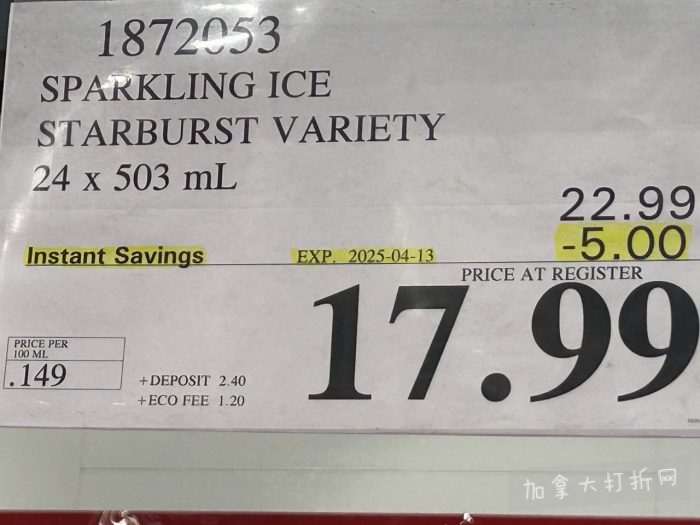 1872053
SPARKLING ICE
STARBURST VARIETY
24 x 503 mL
22.99
Instant Savings EXP. 2025-04-13 -5.00
PRICE AT REGISTER
17.99
PRICE PER
100 ML
.149
+DEPOSIT 2.40
+ECO FEE 1.20
加拿大打折网